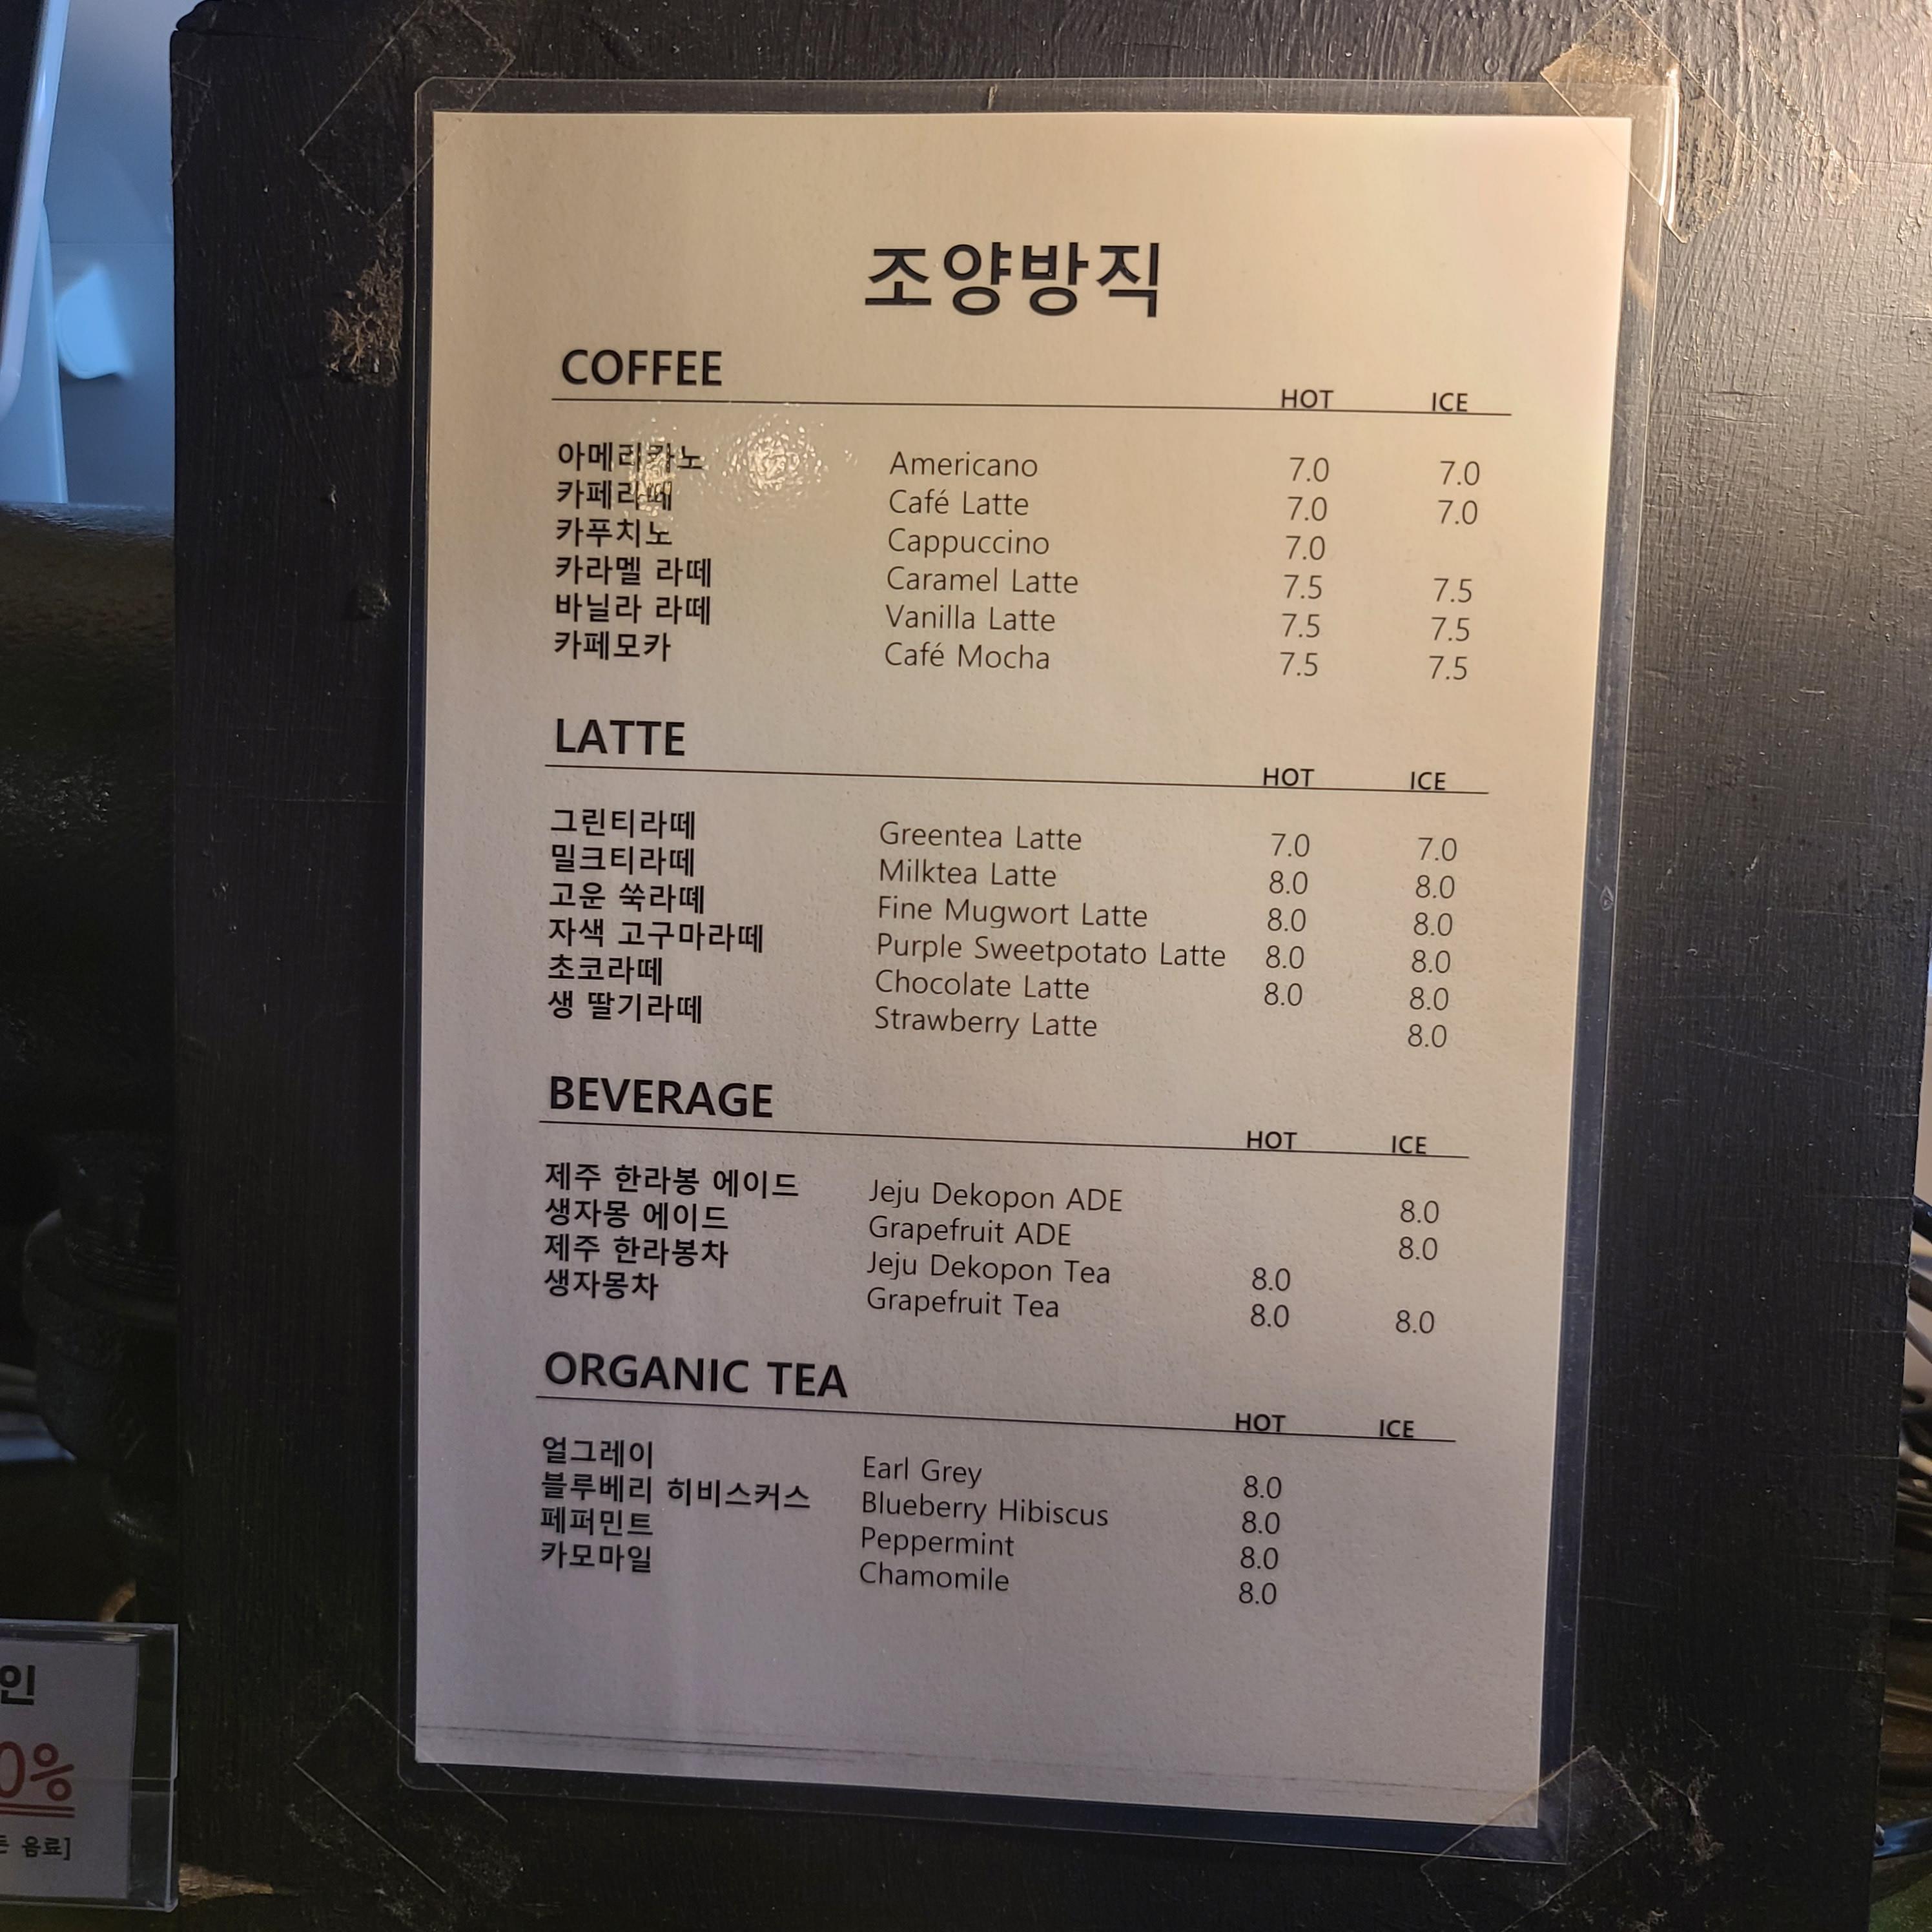 조양방직
COFFEE HOT ICE
아메리카노 Americano 7.0 7.0
카페라떼 Café Latte 7.0 7.0
카푸치노 Cappuccino 7.0
카라멜 라떼 Caramel Latte 7.5 7.5
바닐라 라떼 Vanilla Latte 7.5 7.5
카페모카 Café Mocha 7.5 7.5
LATTE HOT ICE
그린티라떼 Greentea Latte 7.0 7.0
밀크티라떼 Milktea Latte 8.0 8.0
고운 쑥라떼 Fine Mugwort Latte 8.0 8.0
자색 고구마라떼 Purple Sweetpotato Latte 8.0 8.0
초코라떼 Chocolate Latte 8.0 8.0
생 딸기라떼 Strawberry Latte 8.0
BEVERAGE HOT ICE
제주 한라봉 에이드 Jeju Dekopon ADE 8.0
생자몽 에이드 Grapefruit ADE 8.0
제주 한라봉차 Jeju Dekopon Tea 8.0
생자몽차 Grapefruit Tea 8.0 8.0
ORGANIC TEA HOT ICE
얼그레이 Earl Grey 8.0
블루베리 히비스커스 Blueberry Hibiscus 8.0
페퍼민트 Peppermint 8.0
카모마일 Chamomile 8.0
인
0%
음료]